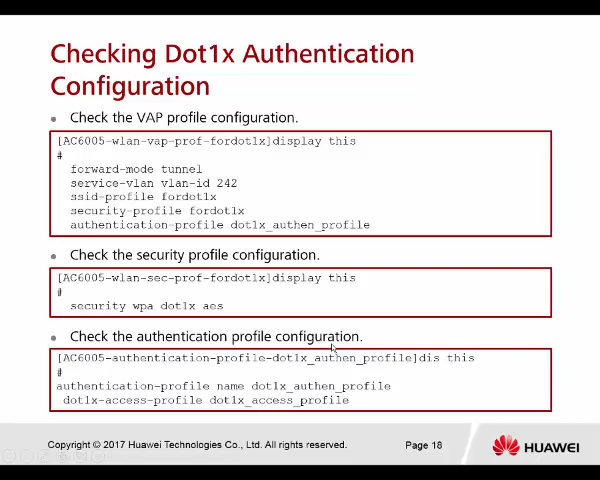 Checking Dot1x Authentication
Configuration
Check the VAP profile configuration.
[AC6005-wlan-vap-prof-fordot1x]display this
#
forward-mode tunnel
service-vlan vlan-id 242
ssid-profile fordot1x
security-profile fordot1x
authentication-profile dot1x_authen_profile
Check the security profile configuration.
[AC6005-wlan-sec-prof-fordot1x]display this
#
security wpa dot1x aes
Check the authentication profile configuration.
[AC6005-authentication-profile-dot1x_authen_profile]dis this
#
authentication-profile name dot1x_authen_profile
dot1x-access-profile dot1x_access_profile
Copyright © 2017 Huawei Technologies Co., Ltd. All rights reserved.
Page 18
HUAWEI